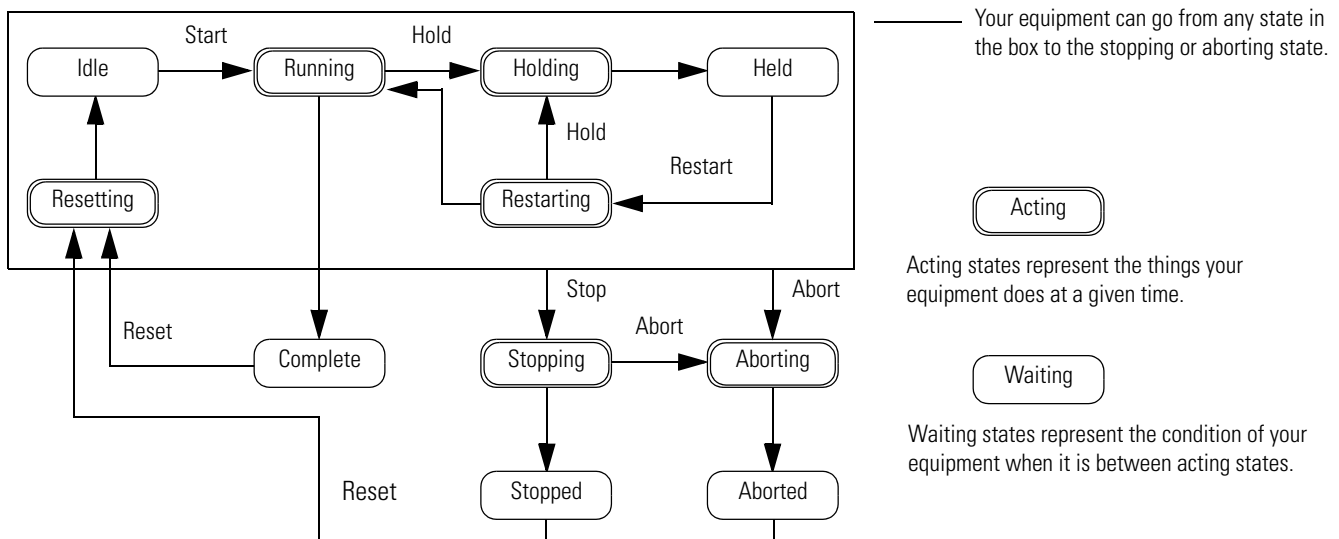 Your equipment can go from any state in
the box to the stopping or aborting state.
Start
Hold
Idle
Running
Holding
Held
Hold
Restart
Resetting
Restarting
Acting
Acting states represent the things your
equipment does at a given time.
Stop
Abort
Reset
Abort
Complete
Stopping
Aborting
Waiting
Waiting states represent the condition of your
equipment when it is between acting states.
Reset
Stopped
Aborted